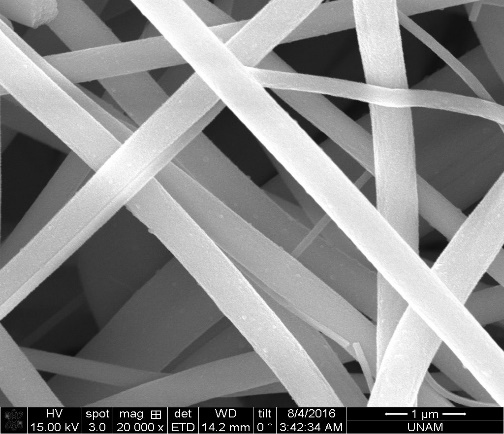 HV spot mag ⊞ det WD tilt 8/4/2016 1 µm
15.00 kV 3.0 20 000 x ETD 14.2 mm 0 ° 3:42:34 AM UNAM